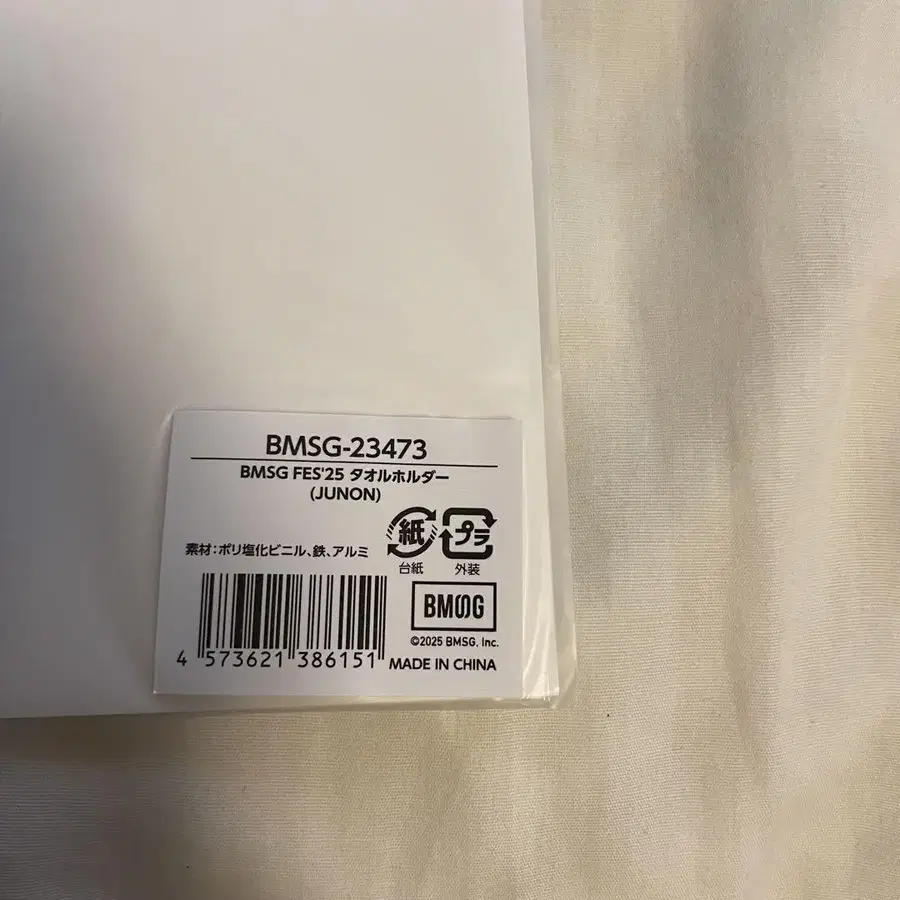 BMSG-23473
BMSG FES'25 タオルホルダー
(JUNON)
紙
プラ
素材：ポリ塩化ビニル、鉄、アルミ
台紙
外装
BMSG
©2025 BMSG, Inc.
4 573621 386151
MADE IN CHINA